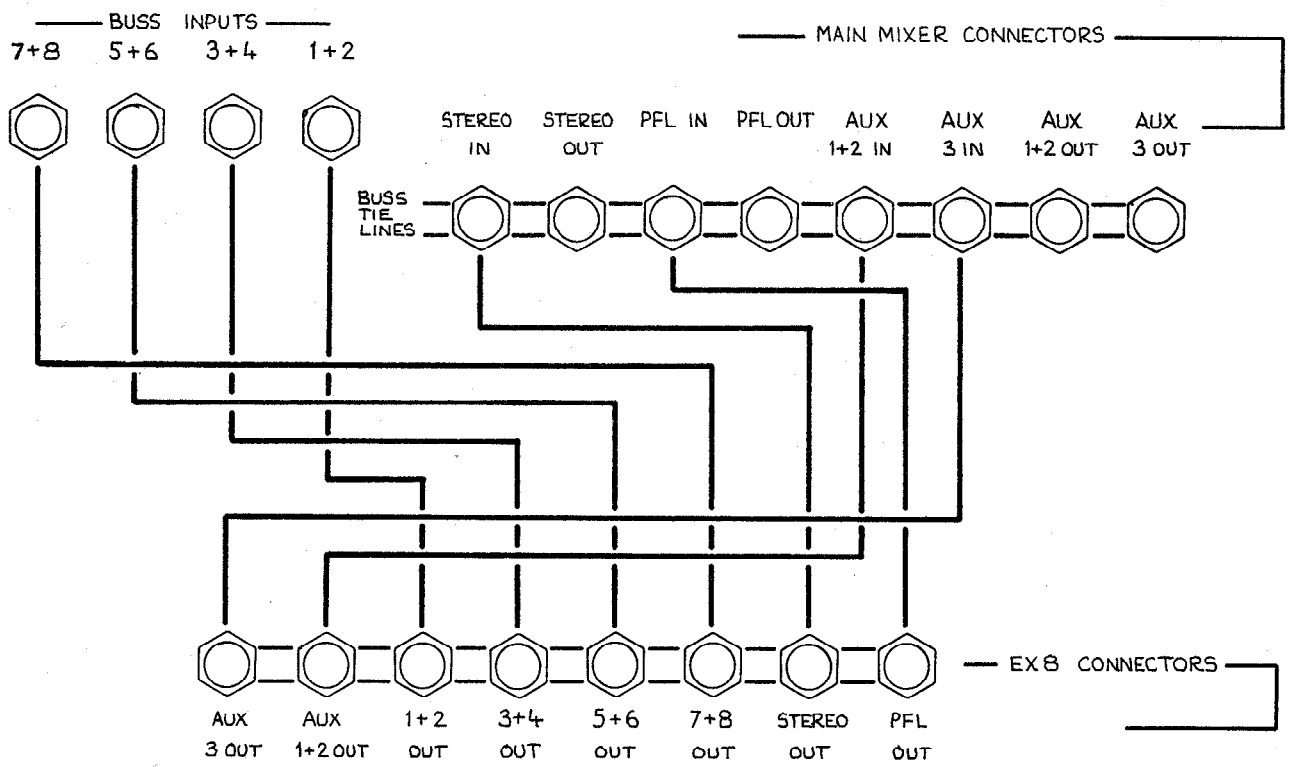 BUSS INPUTS
7+8 5+6 3+4 1+2
MAIN MIXER CONNECTORS
STEREO IN
STEREO OUT
PFL IN
PFL OUT
AUX 1+2 IN
AUX 3 IN
AUX 1+2 OUT
AUX 3 OUT
BUSS
TIE
LINES
EX8 CONNECTORS
AUX 3 OUT
AUX 1+2 OUT
1+2 OUT
3+4 OUT
5+6 OUT
7+8 OUT
STEREO OUT
PFL OUT